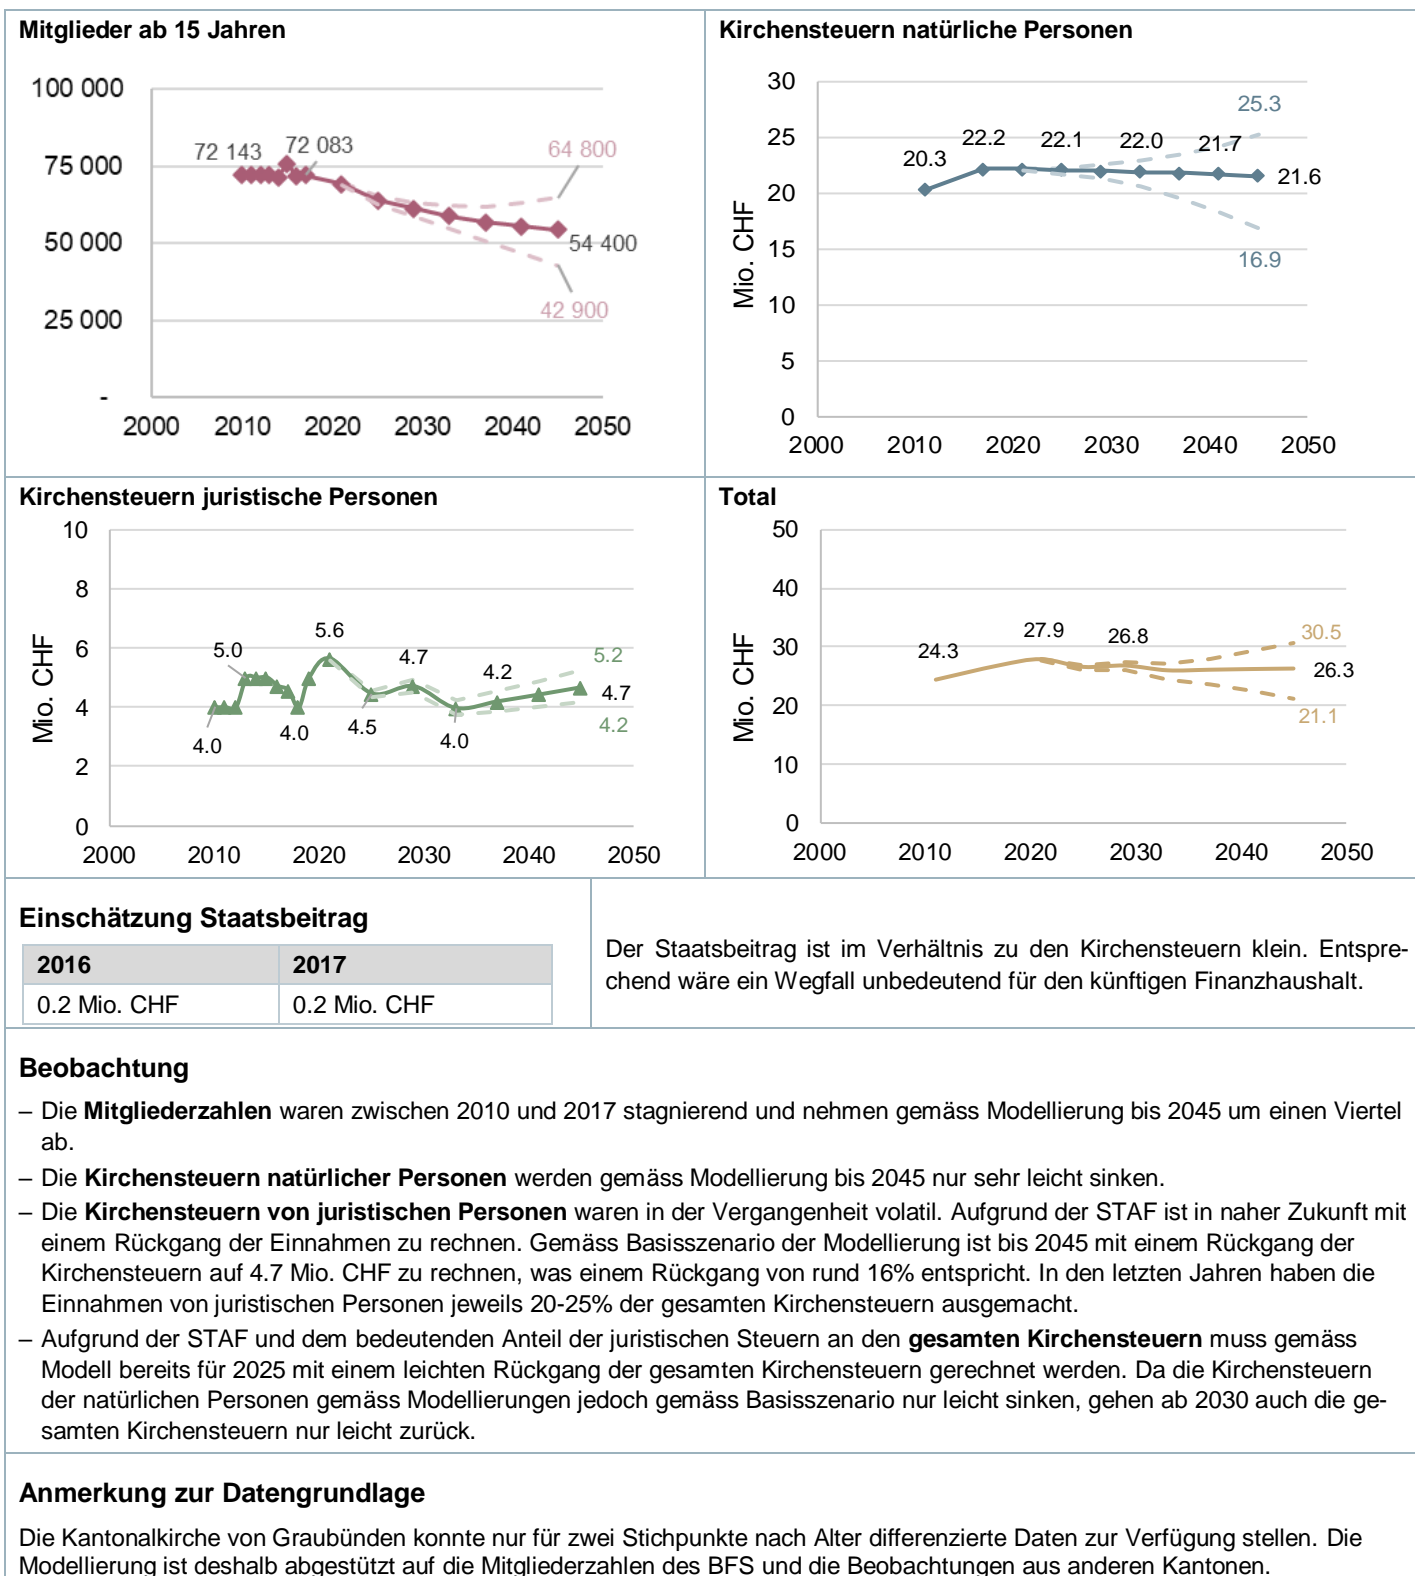 Mitglieder ab 15 Jahren
100 000
75 000
50 000
25 000
-
72 143
72 083
64 800
54 400
42 900
2000 2010 2020 2030 2040 2050
Kirchensteuern natürliche Personen
Mio. CHF
30
25
20
15
10
5
0
20.3
22.2
22.1
22.0
21.7
25.3
21.6
16.9
2000 2010 2020 2030 2040 2050
Kirchensteuern juristische Personen
Mio. CHF
10
8
6
4
2
0
4.0
5.0
4.0
5.6
4.5
4.7
4.0
4.2
5.2
4.7
4.2
2000 2010 2020 2030 2040 2050
Total
Mio. CHF
50
40
30
20
10
0
24.3
27.9
26.8
30.5
26.3
21.1
2000 2010 2020 2030 2040 2050
Einschätzung Staatsbeitrag
2016 2017
0.2 Mio. CHF 0.2 Mio. CHF
Der Staatsbeitrag ist im Verhältnis zu den Kirchensteuern klein. Entspre-
chend wäre ein Wegfall unbedeutend für den künftigen Finanzhaushalt.
Beobachtung
– Die Mitgliederzahlen waren zwischen 2010 und 2017 stagnierend und nehmen gemäss Modellierung bis 2045 um einen Viertel
ab.
– Die Kirchensteuern natürlicher Personen werden gemäss Modellierung bis 2045 nur sehr leicht sinken.
– Die Kirchensteuern von juristischen Personen waren in der Vergangenheit volatil. Aufgrund der STAF ist in naher Zukunft mit
einem Rückgang der Einnahmen zu rechnen. Gemäss Basisszenario der Modellierung ist bis 2045 mit einem Rückgang der
Kirchensteuern auf 4.7 Mio. CHF zu rechnen, was einem Rückgang von rund 16% entspricht. In den letzten Jahren haben die
Einnahmen von juristischen Personen jeweils 20-25% der gesamten Kirchensteuern ausgemacht.
– Aufgrund der STAF und dem bedeutenden Anteil der juristischen Steuern an den gesamten Kirchensteuern muss gemäss
Modell bereits für 2025 mit einem leichten Rückgang der gesamten Kirchensteuern gerechnet werden. Da die Kirchensteuern
der natürlichen Personen gemäss Modellierungen jedoch gemäss Basisszenario nur leicht sinken, gehen ab 2030 auch die ge-
samten Kirchensteuern nur leicht zurück.
Anmerkung zur Datengrundlage
Die Kantonalkirche von Graubünden konnte nur für zwei Stichpunkte nach Alter differenzierte Daten zur Verfügung stellen. Die
Modellierung ist deshalb abgestützt auf die Mitgliederzahlen des BFS und die Beobachtungen aus anderen Kantonen.